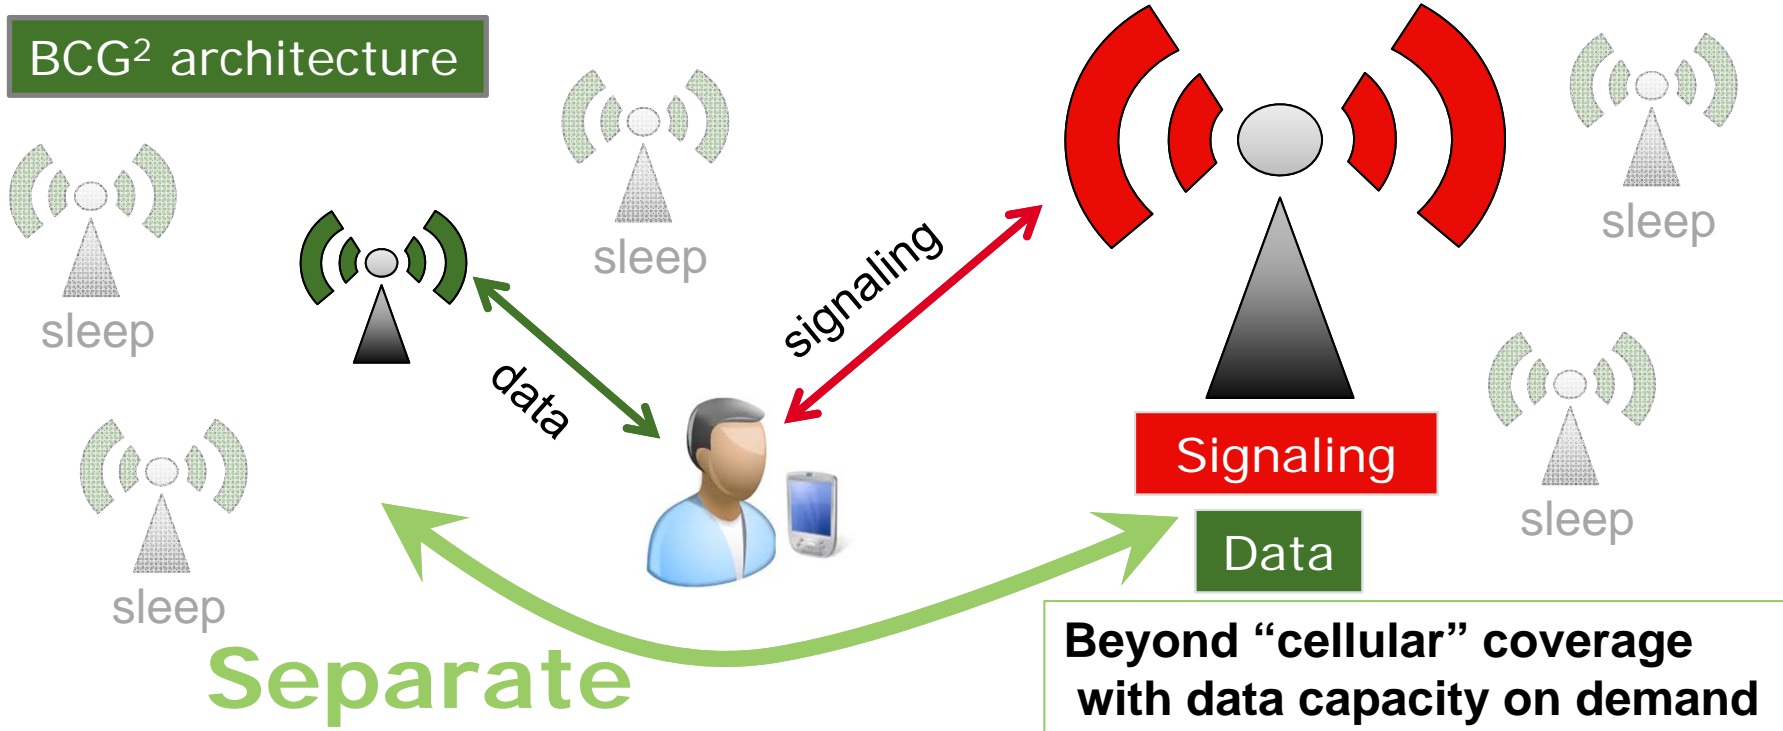 BCG² architecture
sleep
sleep
sleep
signaling
data
sleep
sleep
sleep
Signaling
Data
Separate
Beyond “cellular” coverage
with data capacity on demand